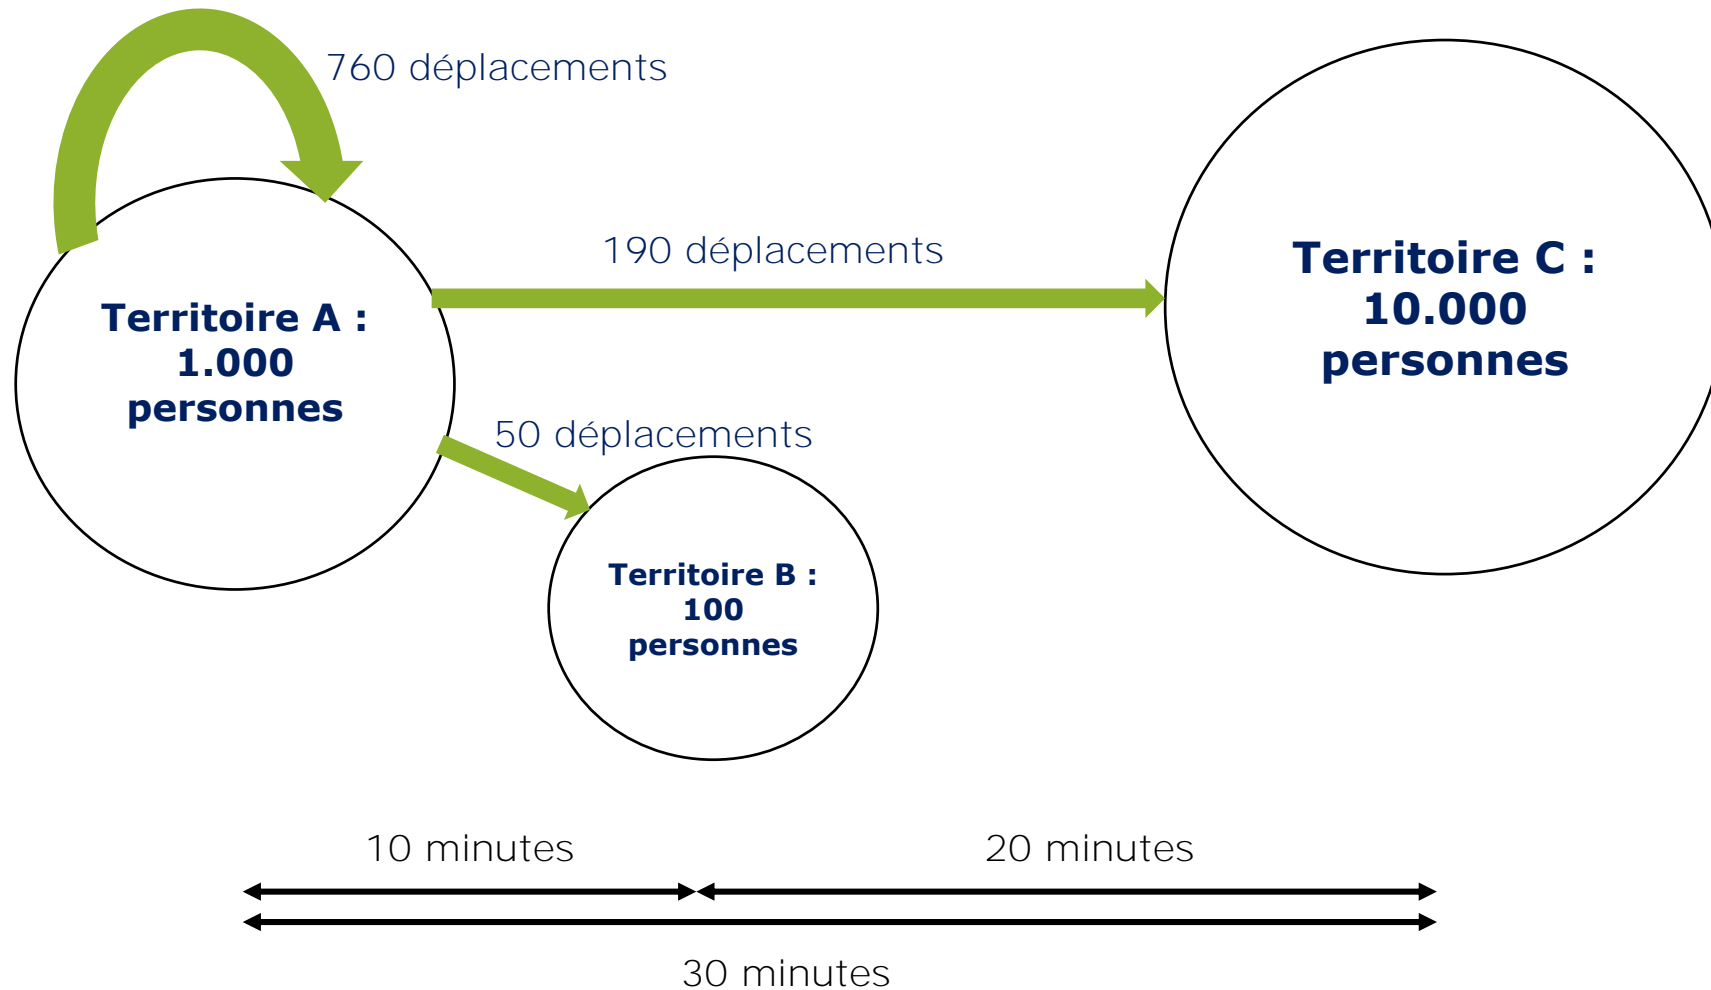 760 déplacements
190 déplacements
Territoire C :
10.000
personnes
Territoire A :
1.000
personnes
50 déplacements
Territoire B :
100
personnes
10 minutes
20 minutes
30 minutes